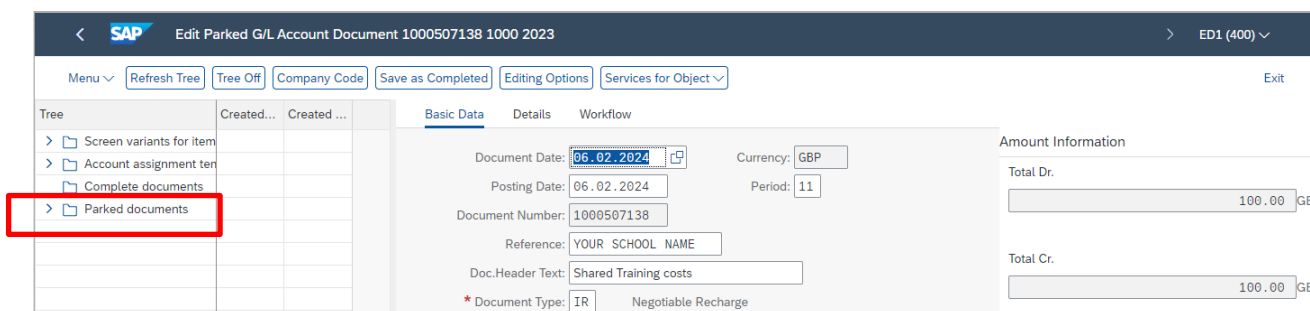 SAP Edit Parked G/L Account Document 1000507138 1000 2023 ED1 (400)
Menu Refresh Tree Tree Off Company Code Save as Completed Editing Options Services for Object Exit
Tree Created... Created ... Basic Data Details Workflow
Screen variants for item
Account assignment ten
Complete documents
Parked documents
Document Date: 06.02.2024 Currency: GBP
Posting Date: 06.02.2024 Period: 11
Document Number: 1000507138
Reference: YOUR SCHOOL NAME
Doc.Header Text: Shared Training costs
* Document Type: IR Negotiable Recharge
Amount Information
Total Dr.
100.00 GB
Total Cr.
100.00 GB